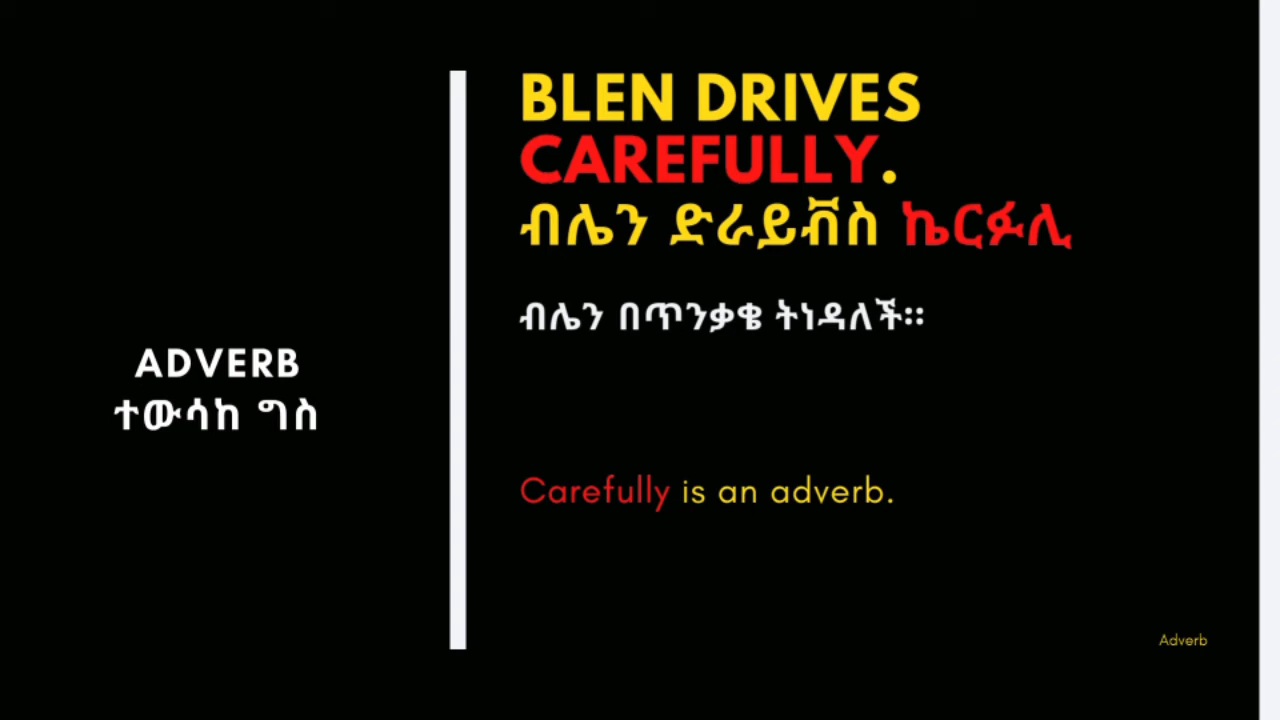 ADVERB
ተውሳከ ግስ
BLEN DRIVES
CAREFULLY.
ብሌን ድራይቭስ ኬርፉሊ
ብሌን በጥንቃቄ ትነዳለች።
Carefully is an adverb.
Adverb